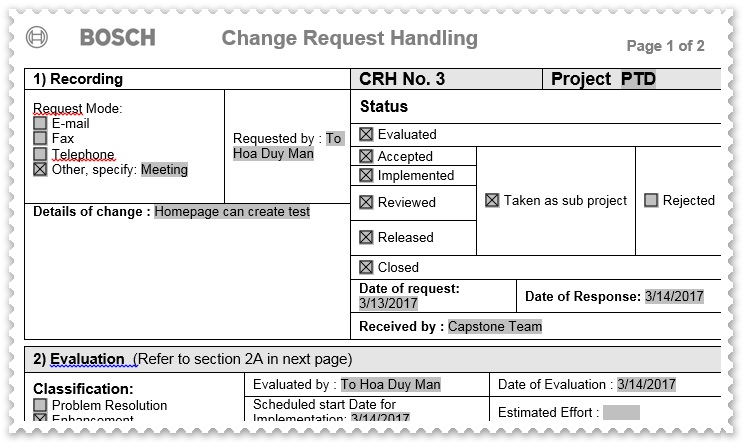 BOSCH
Change Request Handling
Page 1 of 2
1) Recording
CRH No. 3
Project PTD
Request Mode:
E-mail
Fax
Telephone
Other, specify: Meeting
Requested by : To
Hoa Duy Man
Details of change : Homepage can create test
Status
Evaluated
Accepted
Implemented
Reviewed
Released
Taken as sub project
Rejected
Closed
Date of request:
3/13/2017
Date of Response: 3/14/2017
Received by : Capstone Team
2) Evaluation (Refer to section 2A in next page)
Classification:
Problem Resolution
Enhancement
Evaluated by : To Hoa Duy Man
Scheduled start Date for
Implementation: 3/14/2017
Date of Evaluation : 3/14/2017
Estimated Effort :